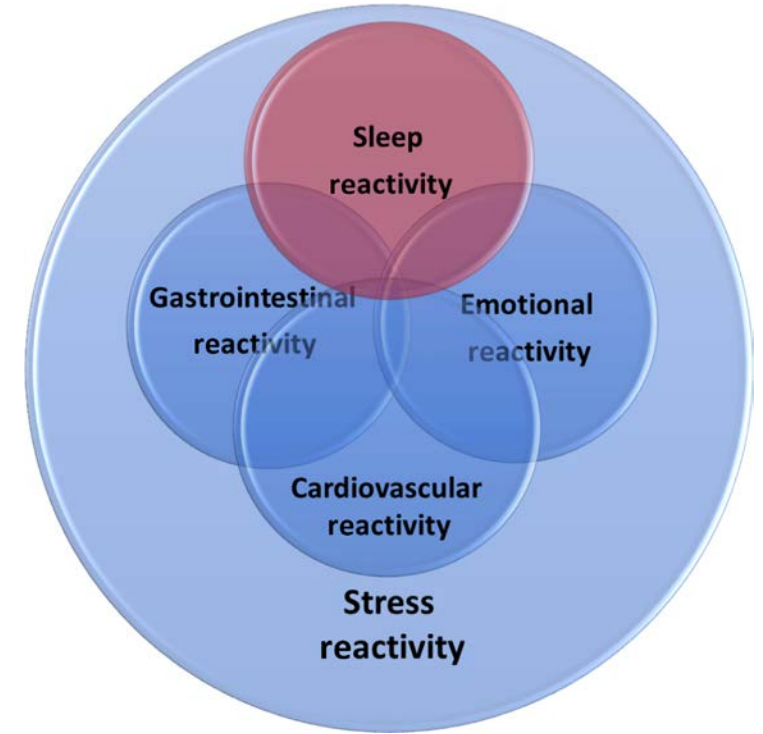 Sleep
reactivity
Gastrointestinal
reactivity
Emotional
reactivity
Cardiovascular
reactivity
Stress
reactivity